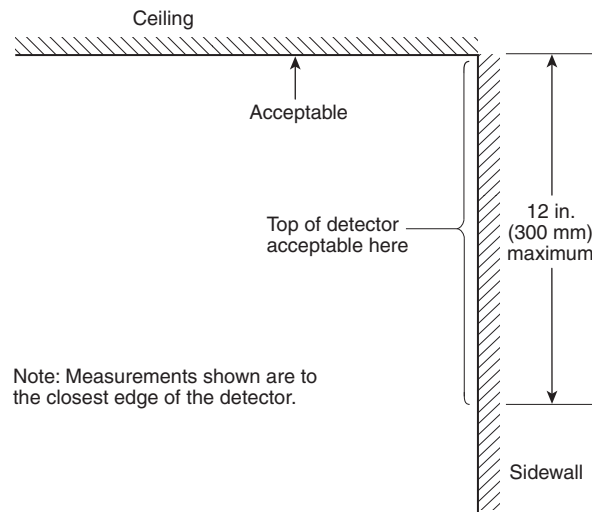 Ceiling
Acceptable
Top of detector
acceptable here
12 in.
(300 mm)
maximum
Note: Measurements shown are to
the closest edge of the detector.
Sidewall